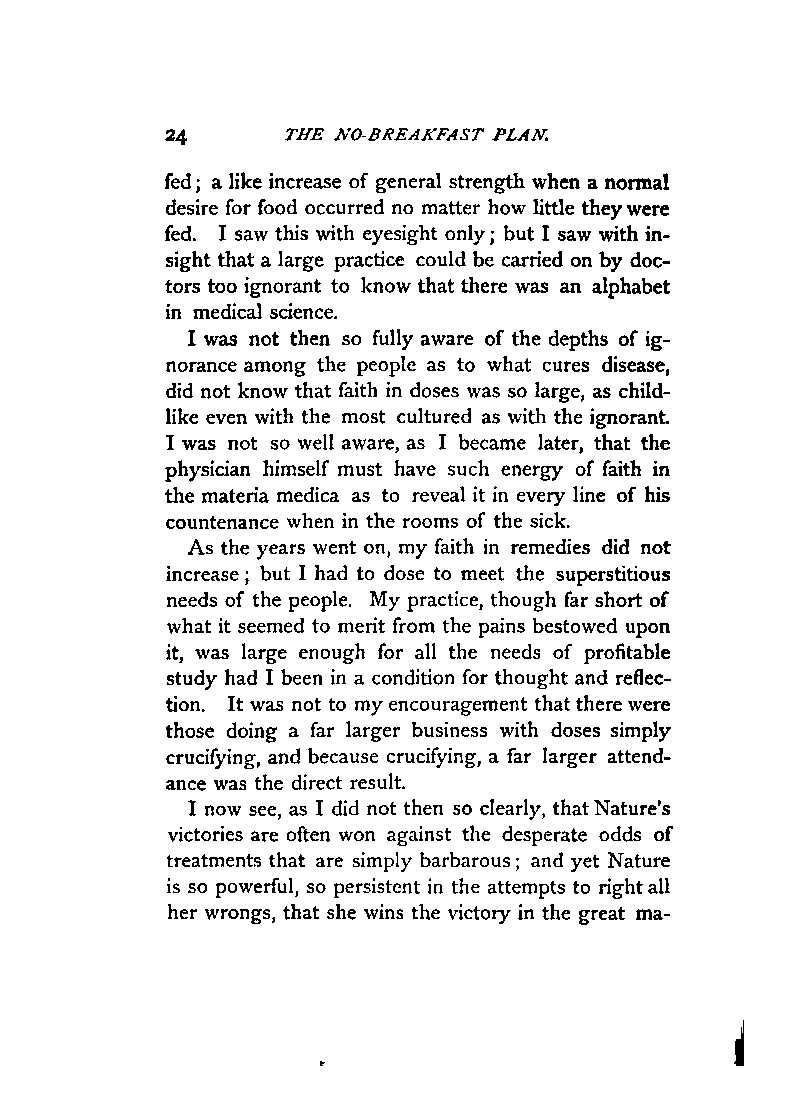 24 THE NO-BREAKFAST PLAN.
fed; a like increase of general strength when a normal
desire for food occurred no matter how little they were
fed. I saw this with eyesight only; but I saw with in-
sight that a large practice could be carried on by doc-
tors too ignorant to know that there was an alphabet
in medical science.
I was not then so fully aware of the depths of ig-
norance among the people as to what cures disease,
did not know that faith in doses was so large, as child-
like even with the most cultured as with the ignorant.
I was not so well aware, as I became later, that the
physician himself must have such energy of faith in
the materia medica as to reveal it in every line of his
countenance when in the rooms of the sick.
As the years went on, my faith in remedies did not
increase; but I had to dose to meet the superstitious
needs of the people. My practice, though far short of
what it seemed to merit from the pains bestowed upon
it, was large enough for all the needs of profitable
study had I been in a condition for thought and reflec-
tion. It was not to my encouragement that there were
those doing a far larger business with doses simply
crucifying, and because crucifying, a far larger attend-
ance was the direct result.
I now see, as I did not then so clearly, that Nature's
victories are often won against the desperate odds of
treatments that are simply barbarous; and yet Nature
is so powerful, so persistent in the attempts to right all
her wrongs, that she wins the victory in the great ma-